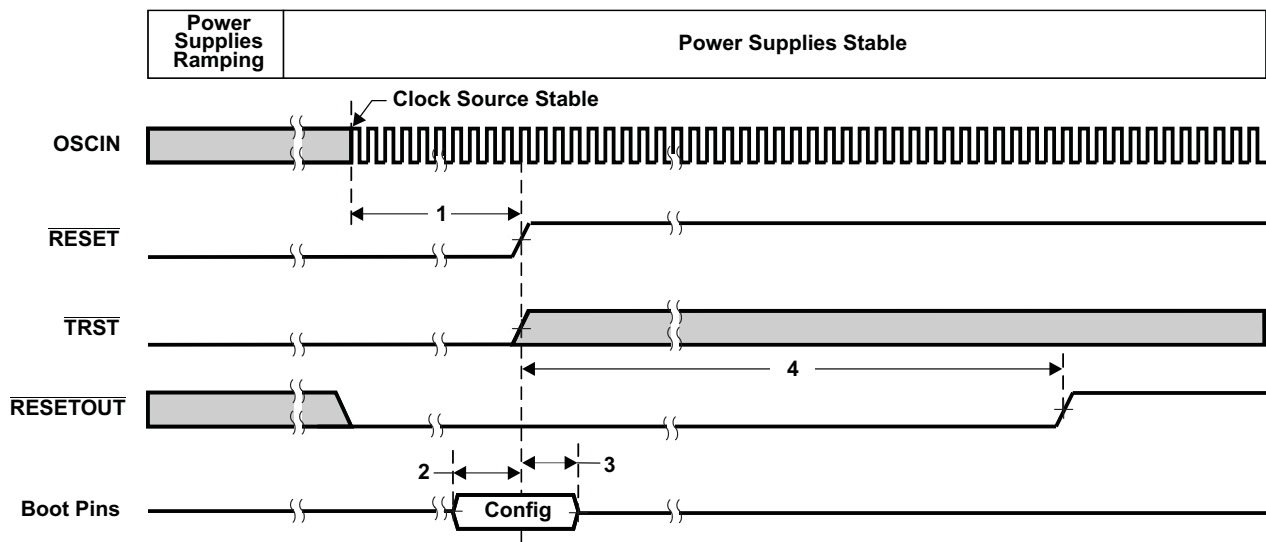 Power
Supplies
Ramping
Power Supplies Stable
Clock Source Stable
OSCIN
1
RESET
TRST
4
RESETOUT
2
3
Boot Pins
Config